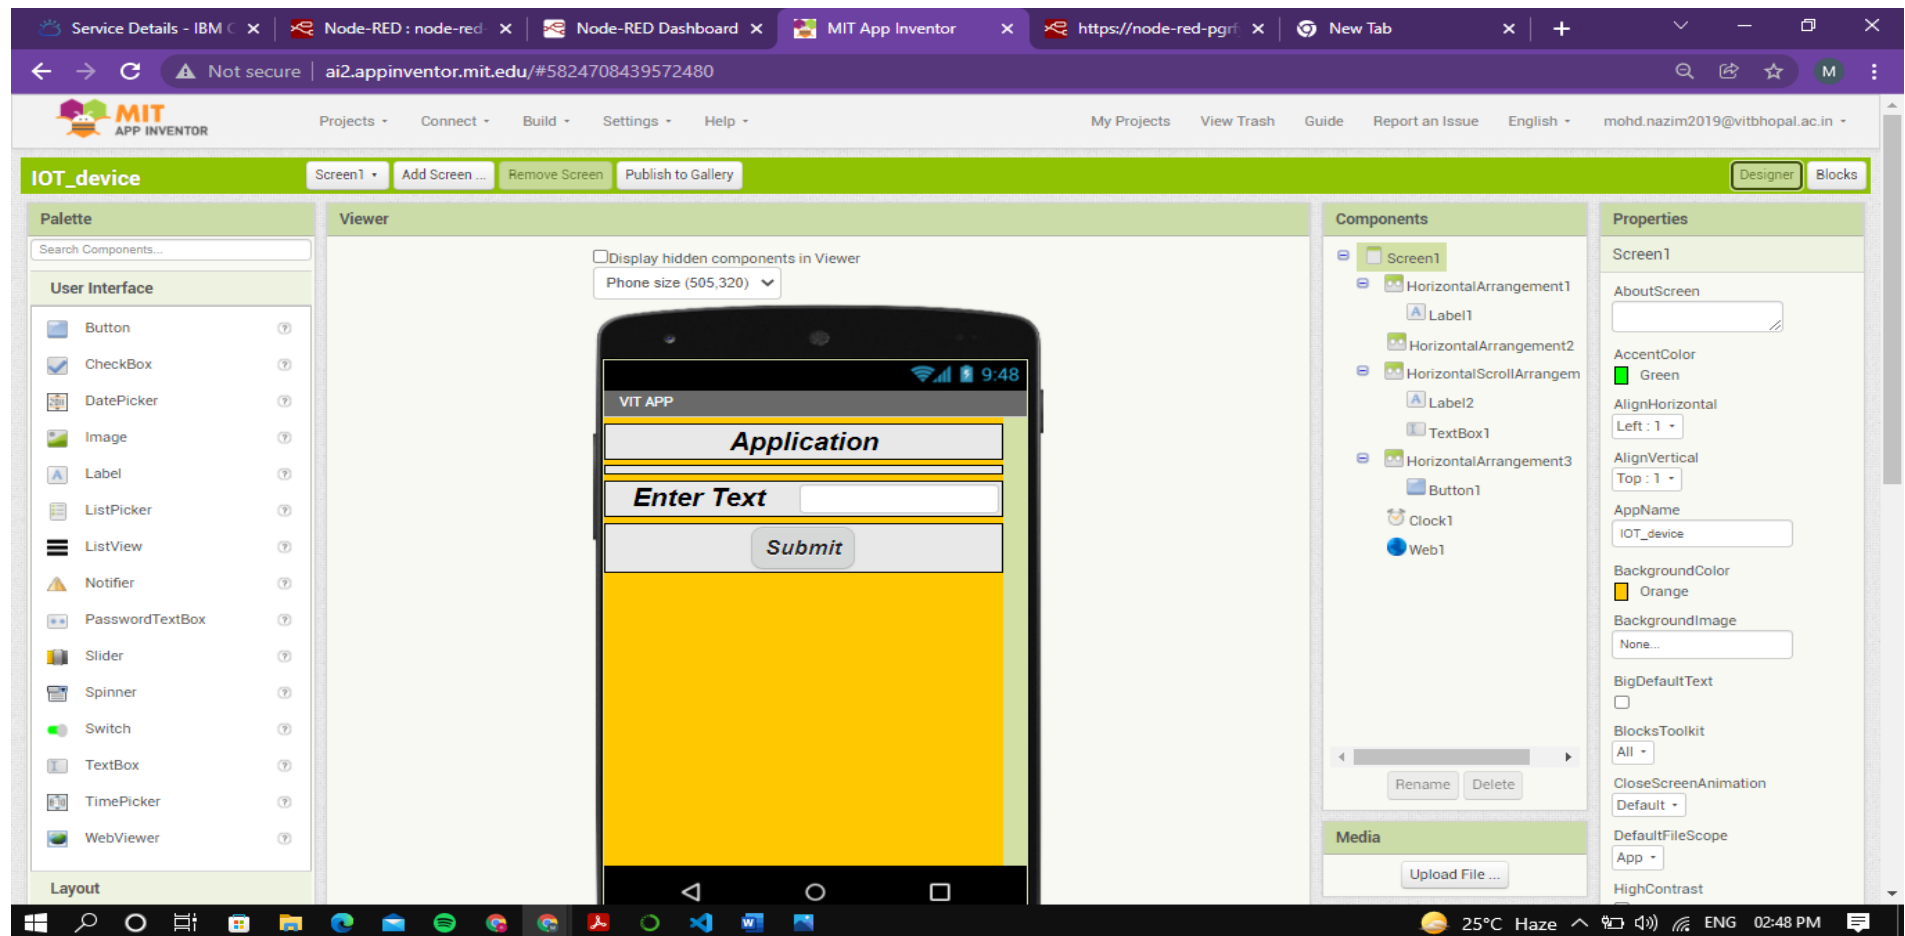 Service Details - IBM C
Node-RED : node-red-
Node-RED Dashboard
MIT App Inventor
https://node-red-pgrf
New Tab
Not secure | ai2.appinventor.mit.edu/#5824708439572480
M
MIT
APP INVENTOR
Projects Connect Build Settings Help
My Projects View Trash Guide Report an Issue English mohd.nazim2019@vitbhopal.ac.in
IOT_device
Screen1 Add Screen ... Remove Screen Publish to Gallery
Designer Blocks
Palette
Search Components...
User Interface
Button
CheckBox
DatePicker
Image
Label
ListPicker
ListView
Notifier
PasswordTextBox
Slider
Spinner
Switch
TextBox
TimePicker
WebViewer
Layout
Viewer
Display hidden components in Viewer
Phone size (505,320)
9:48
VIT APP
Application
Enter Text
Submit
Components
Screen1
HorizontalArrangement1
Label1
HorizontalArrangement2
HorizontalScrollArrangem
Label2
TextBox1
HorizontalArrangement3
Button1
Clock1
Web1
Rename Delete
Media
Upload File ...
Properties
Screen1
AboutScreen
AccentColor
Green
AlignHorizontal
Left : 1
AlignVertical
Top : 1
AppName
IOT_device
BackgroundColor
Orange
BackgroundImage
None...
BigDefaultText
BlocksToolkit
All
CloseScreenAnimation
Default
DefaultFileScope
App
HighContrast
25°C Haze ENG 02:48 PM